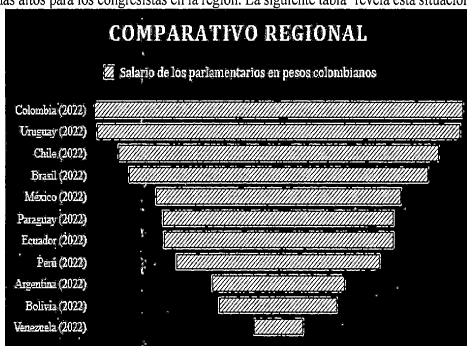 más altos para los congresistas en la región. La siguiente tabla revela esta situación
COMPARATIVO REGIONAL
Salario de los parlamentarios en pesos colombianos
Colombia (2022)
Uruguay (2022)
Chile (2022)
Brasil (2022)
México (2022)
Paraguay (2022)
Ecuador (2022)
Perú (2022)
Argentina (2022)
Bolivia (2022)
Venezuela (2022)